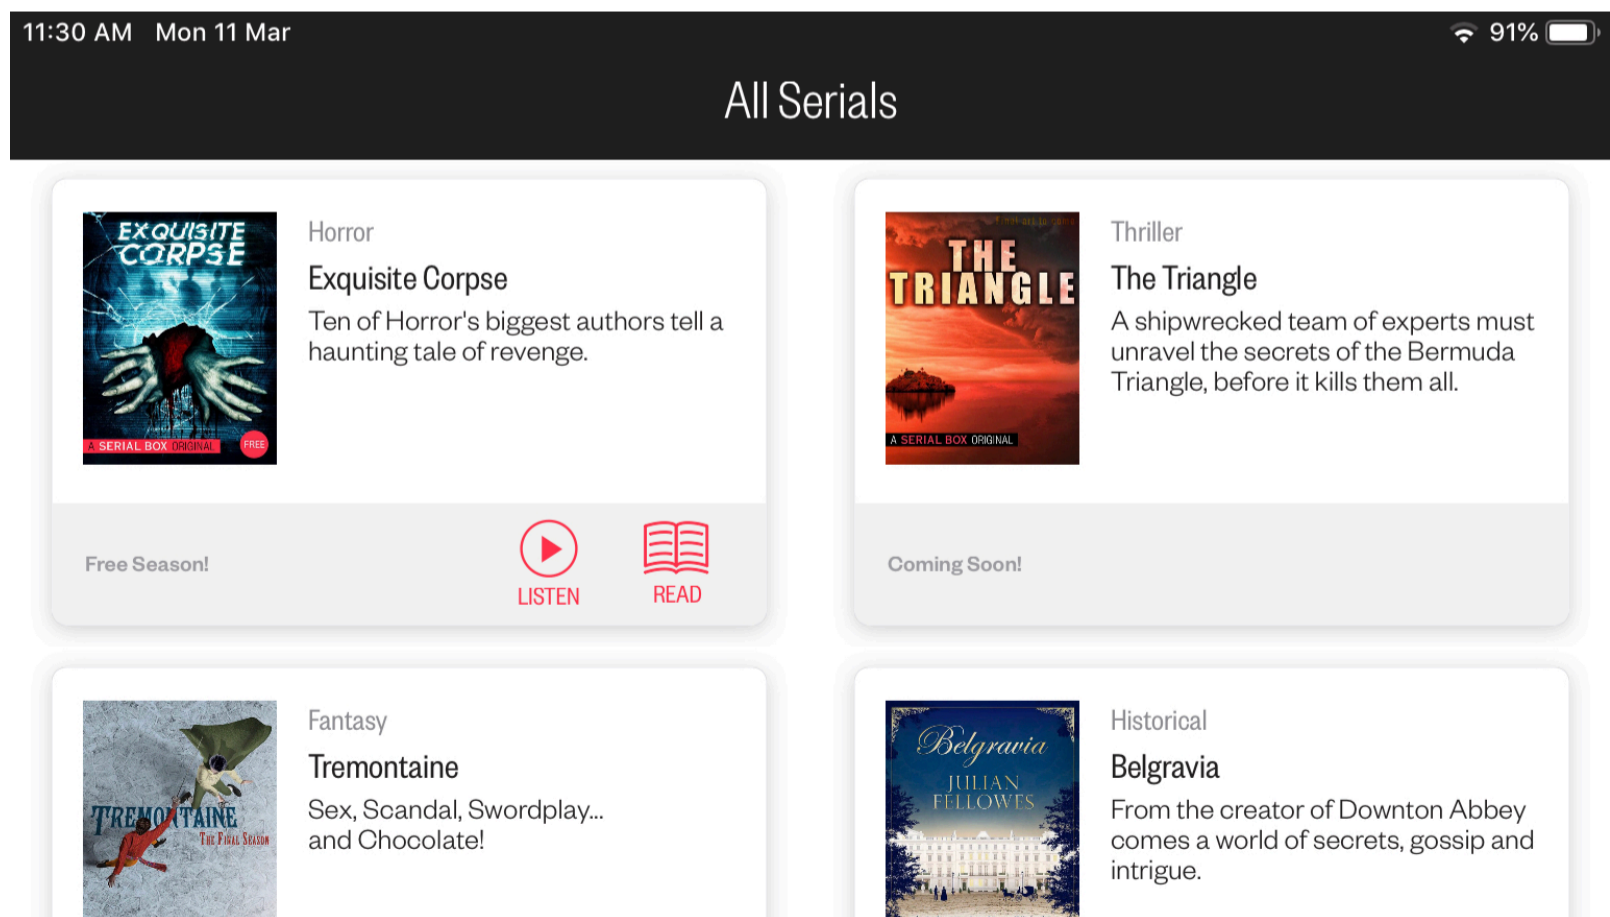 11:30 AM Mon 11 Mar
91%
All Serials
EXQUISITE
CORPSE
A SERIAL BOX ORIGINAL
FREE
Horror
Exquisite Corpse
Ten of Horror's biggest authors tell a
haunting tale of revenge.
Free Season!
LISTEN
READ
THE
TRIANGLE
A SERIAL BOX ORIGINAL
Thriller
The Triangle
A shipwrecked team of experts must
unravel the secrets of the Bermuda
Triangle, before it kills them all.
Coming Soon!
TREMONTAINE
THE FINAL SEASON
Fantasy
Tremontaine
Sex, Scandal, Swordplay...
and Chocolate!
Belgravia
JULIAN
FELLOWES
Historical
Belgravia
From the creator of Downton Abbey
comes a world of secrets, gossip and
intrigue.